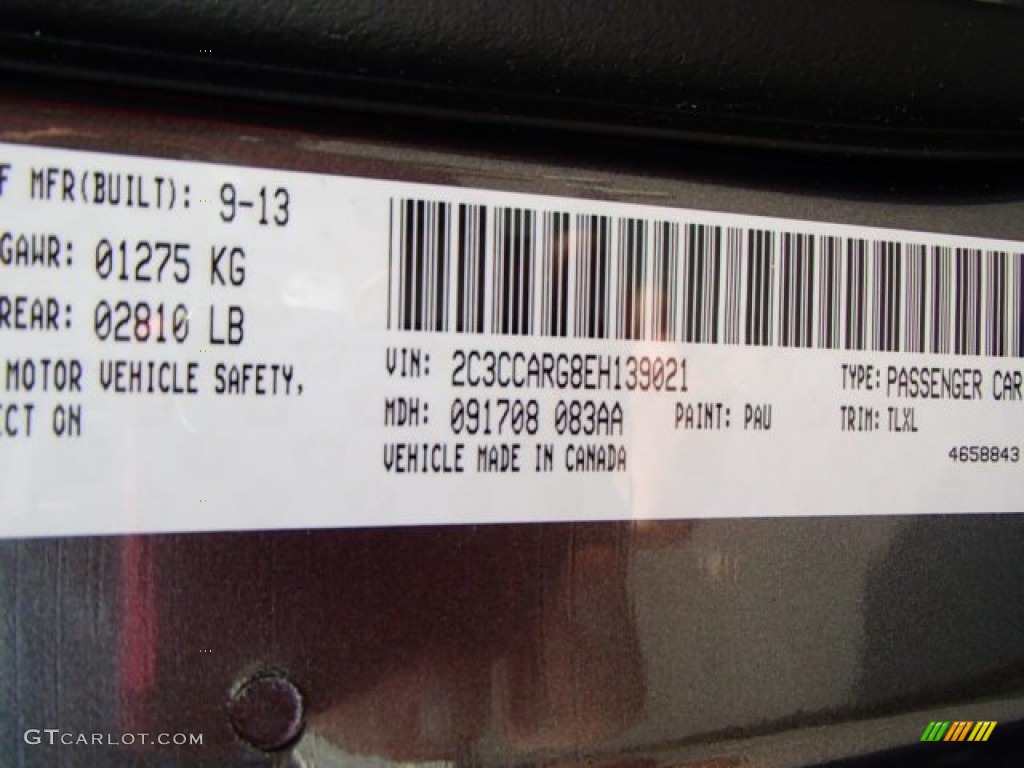 F MFR(BUILT): 9-13
GAWR: 01275 KG
REAR: 02810 LB
MOTOR VEHICLE SAFETY,
ECT ON
VIN: 2C3CCARG8EH139021
TYPE: PASSENGER CAR
MDH: 091708 083AA
PAINT: PAU
TRIM: TLXL
VEHICLE MADE IN CANADA
4658843
GTCARLOT.COM